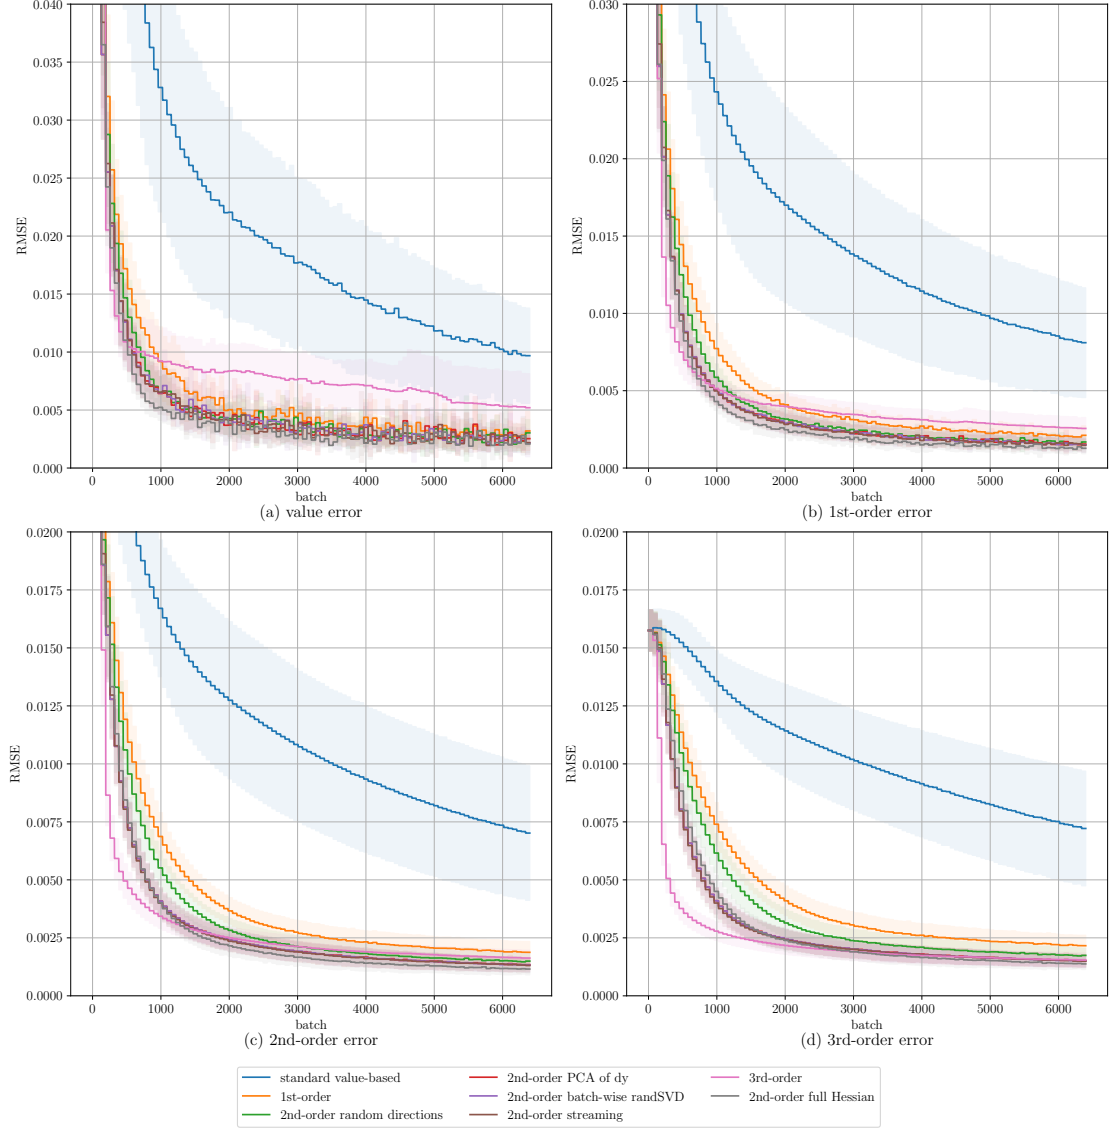 0.040
0.035
0.030
0.025
0.020
0.015
0.010
0.005
0.000
RMSE
0 1000 2000 3000 4000 5000 6000
batch
(a) value error
0.030
0.025
0.020
0.015
0.010
0.005
0.000
RMSE
0 1000 2000 3000 4000 5000 6000
batch
(b) 1st-order error
0.0200
0.0175
0.0150
0.0125
0.0100
0.0075
0.0050
0.0025
0.0000
RMSE
0 1000 2000 3000 4000 5000 6000
batch
(c) 2nd-order error
0.0200
0.0175
0.0150
0.0125
0.0100
0.0075
0.0050
0.0025
0.0000
RMSE
0 1000 2000 3000 4000 5000 6000
batch
(d) 3rd-order error
standard value-based
1st-order
2nd-order random directions
2nd-order PCA of dy
2nd-order batch-wise randSVD
2nd-order streaming
3rd-order
2nd-order full Hessian